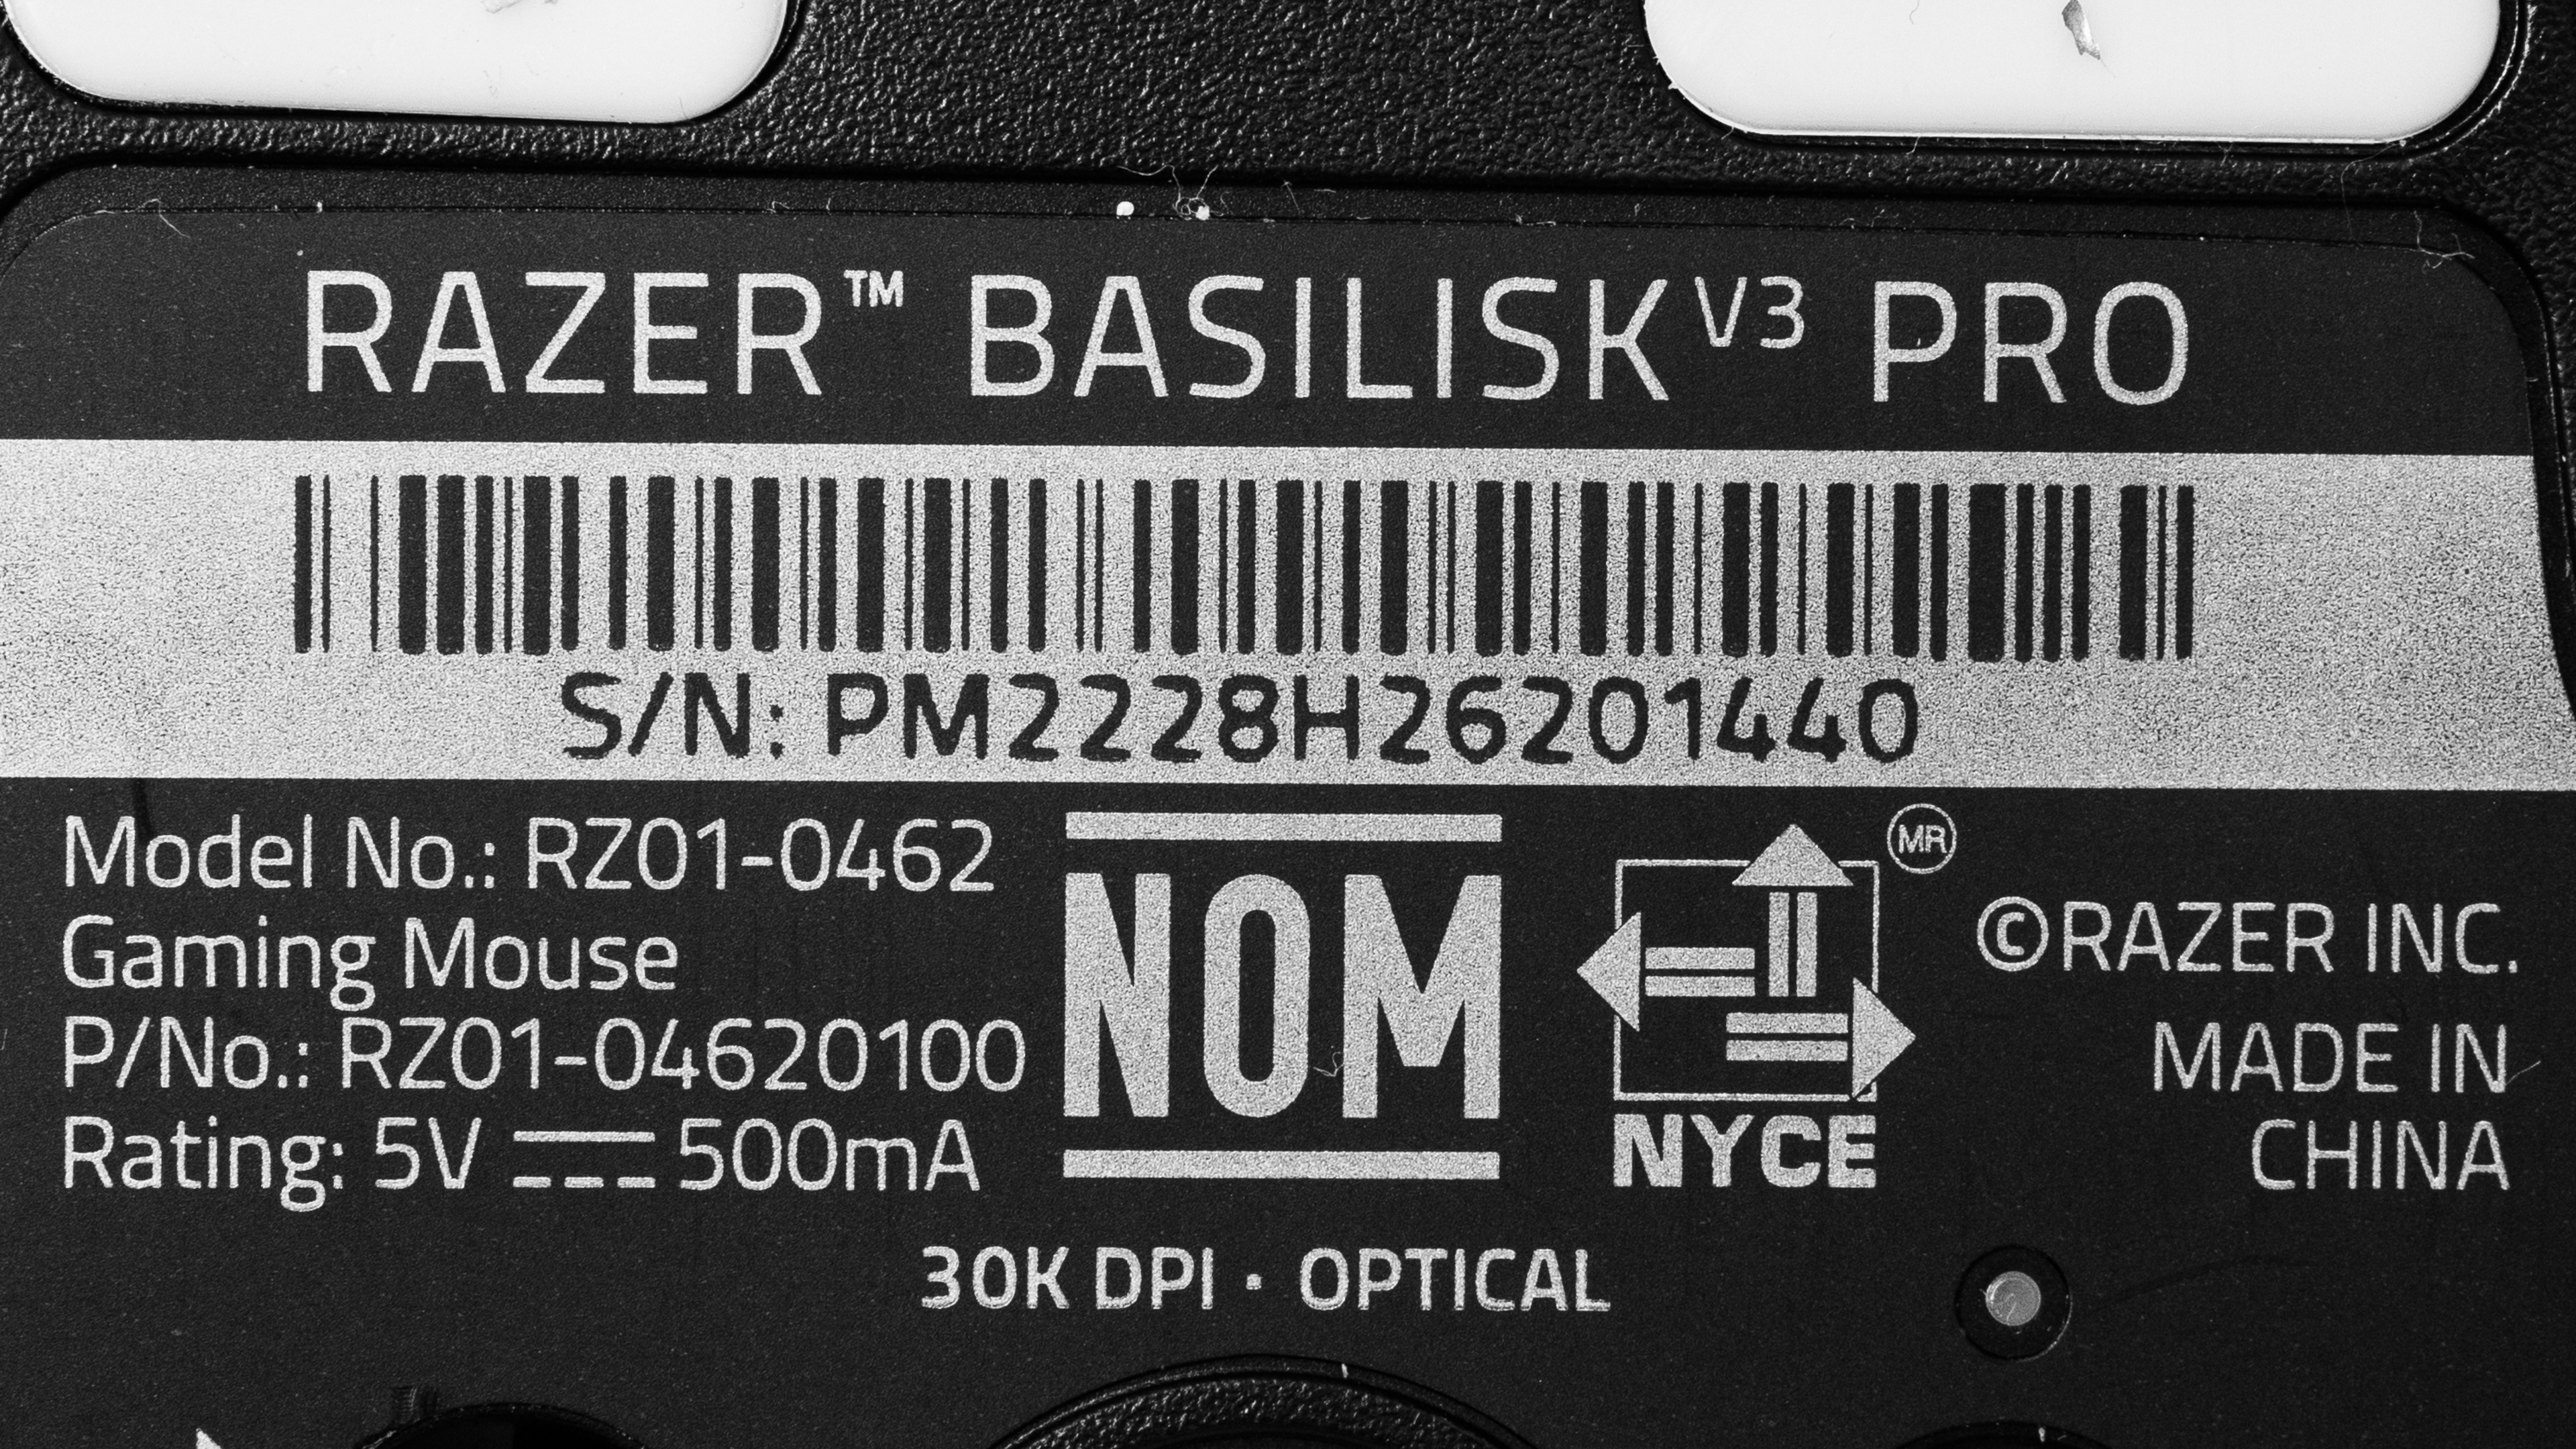 RAZER™ BASILISK V3 PRO
S/N: PM2228H26201440
Model No.: RZ01-0462
Gaming Mouse
P/No.: RZ01-04620100
Rating: 5V ⎓ 500mA
NOM
MR
NYCE
©RAZER INC.
MADE IN
CHINA
30K DPI · OPTICAL